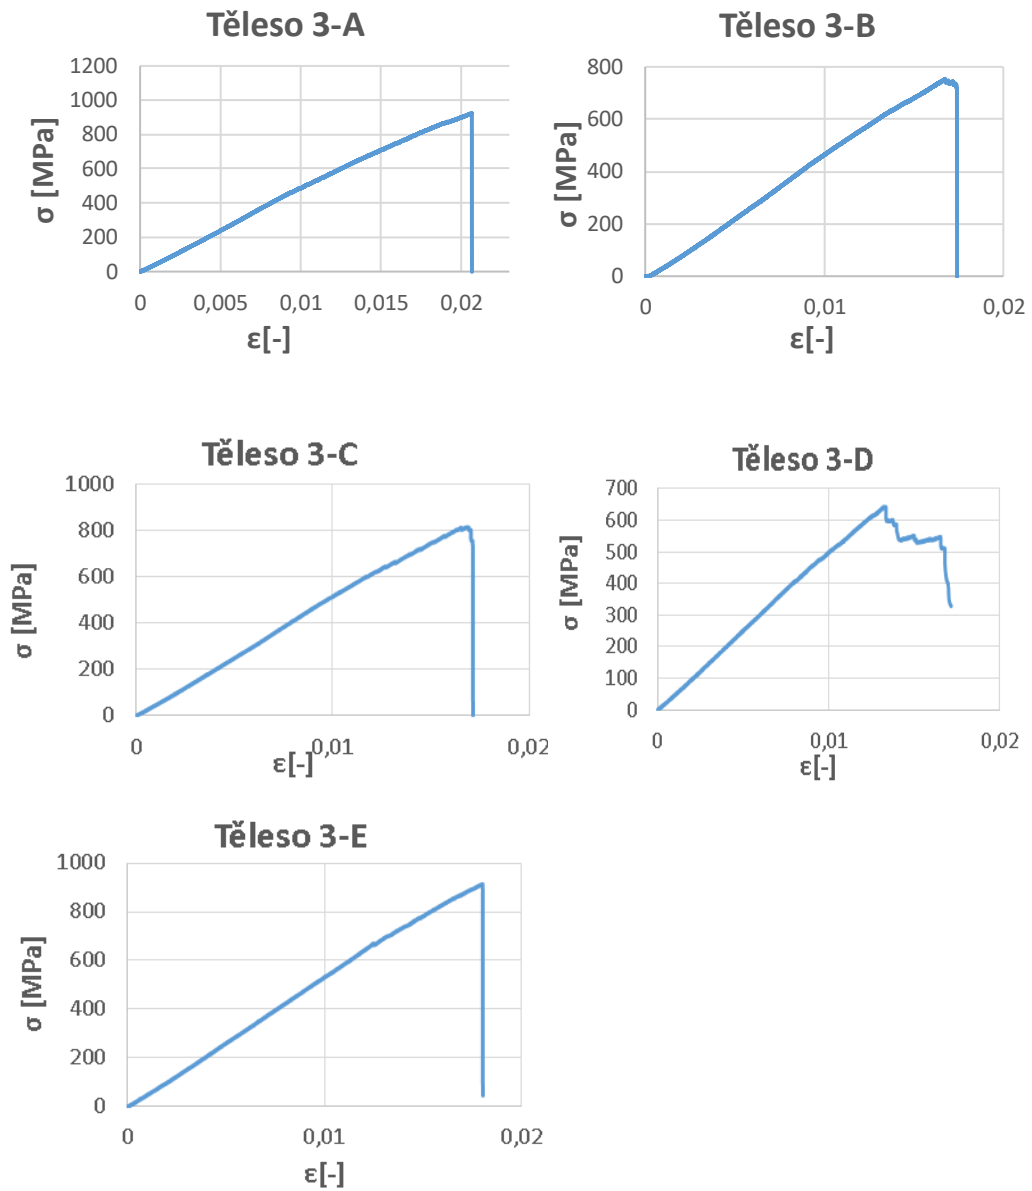 Těleso 3-A
1200
1000
800
600
400
200
0
σ [MPa]
0 0,005 0,01 0,015 0,02
ε[-]
Těleso 3-B
800
600
400
200
0
σ [MPa]
0 0,01 0,02
ε[-]
Těleso 3-C
1000
800
600
400
200
0
σ [MPa]
0 0,01 0,02
ε[-]
Těleso 3-D
700
600
500
400
300
200
100
0
σ [MPa]
0 0,01 0,02
ε[-]
Těleso 3-E
1000
800
600
400
200
0
σ [MPa]
0 0,01 0,02
ε[-]